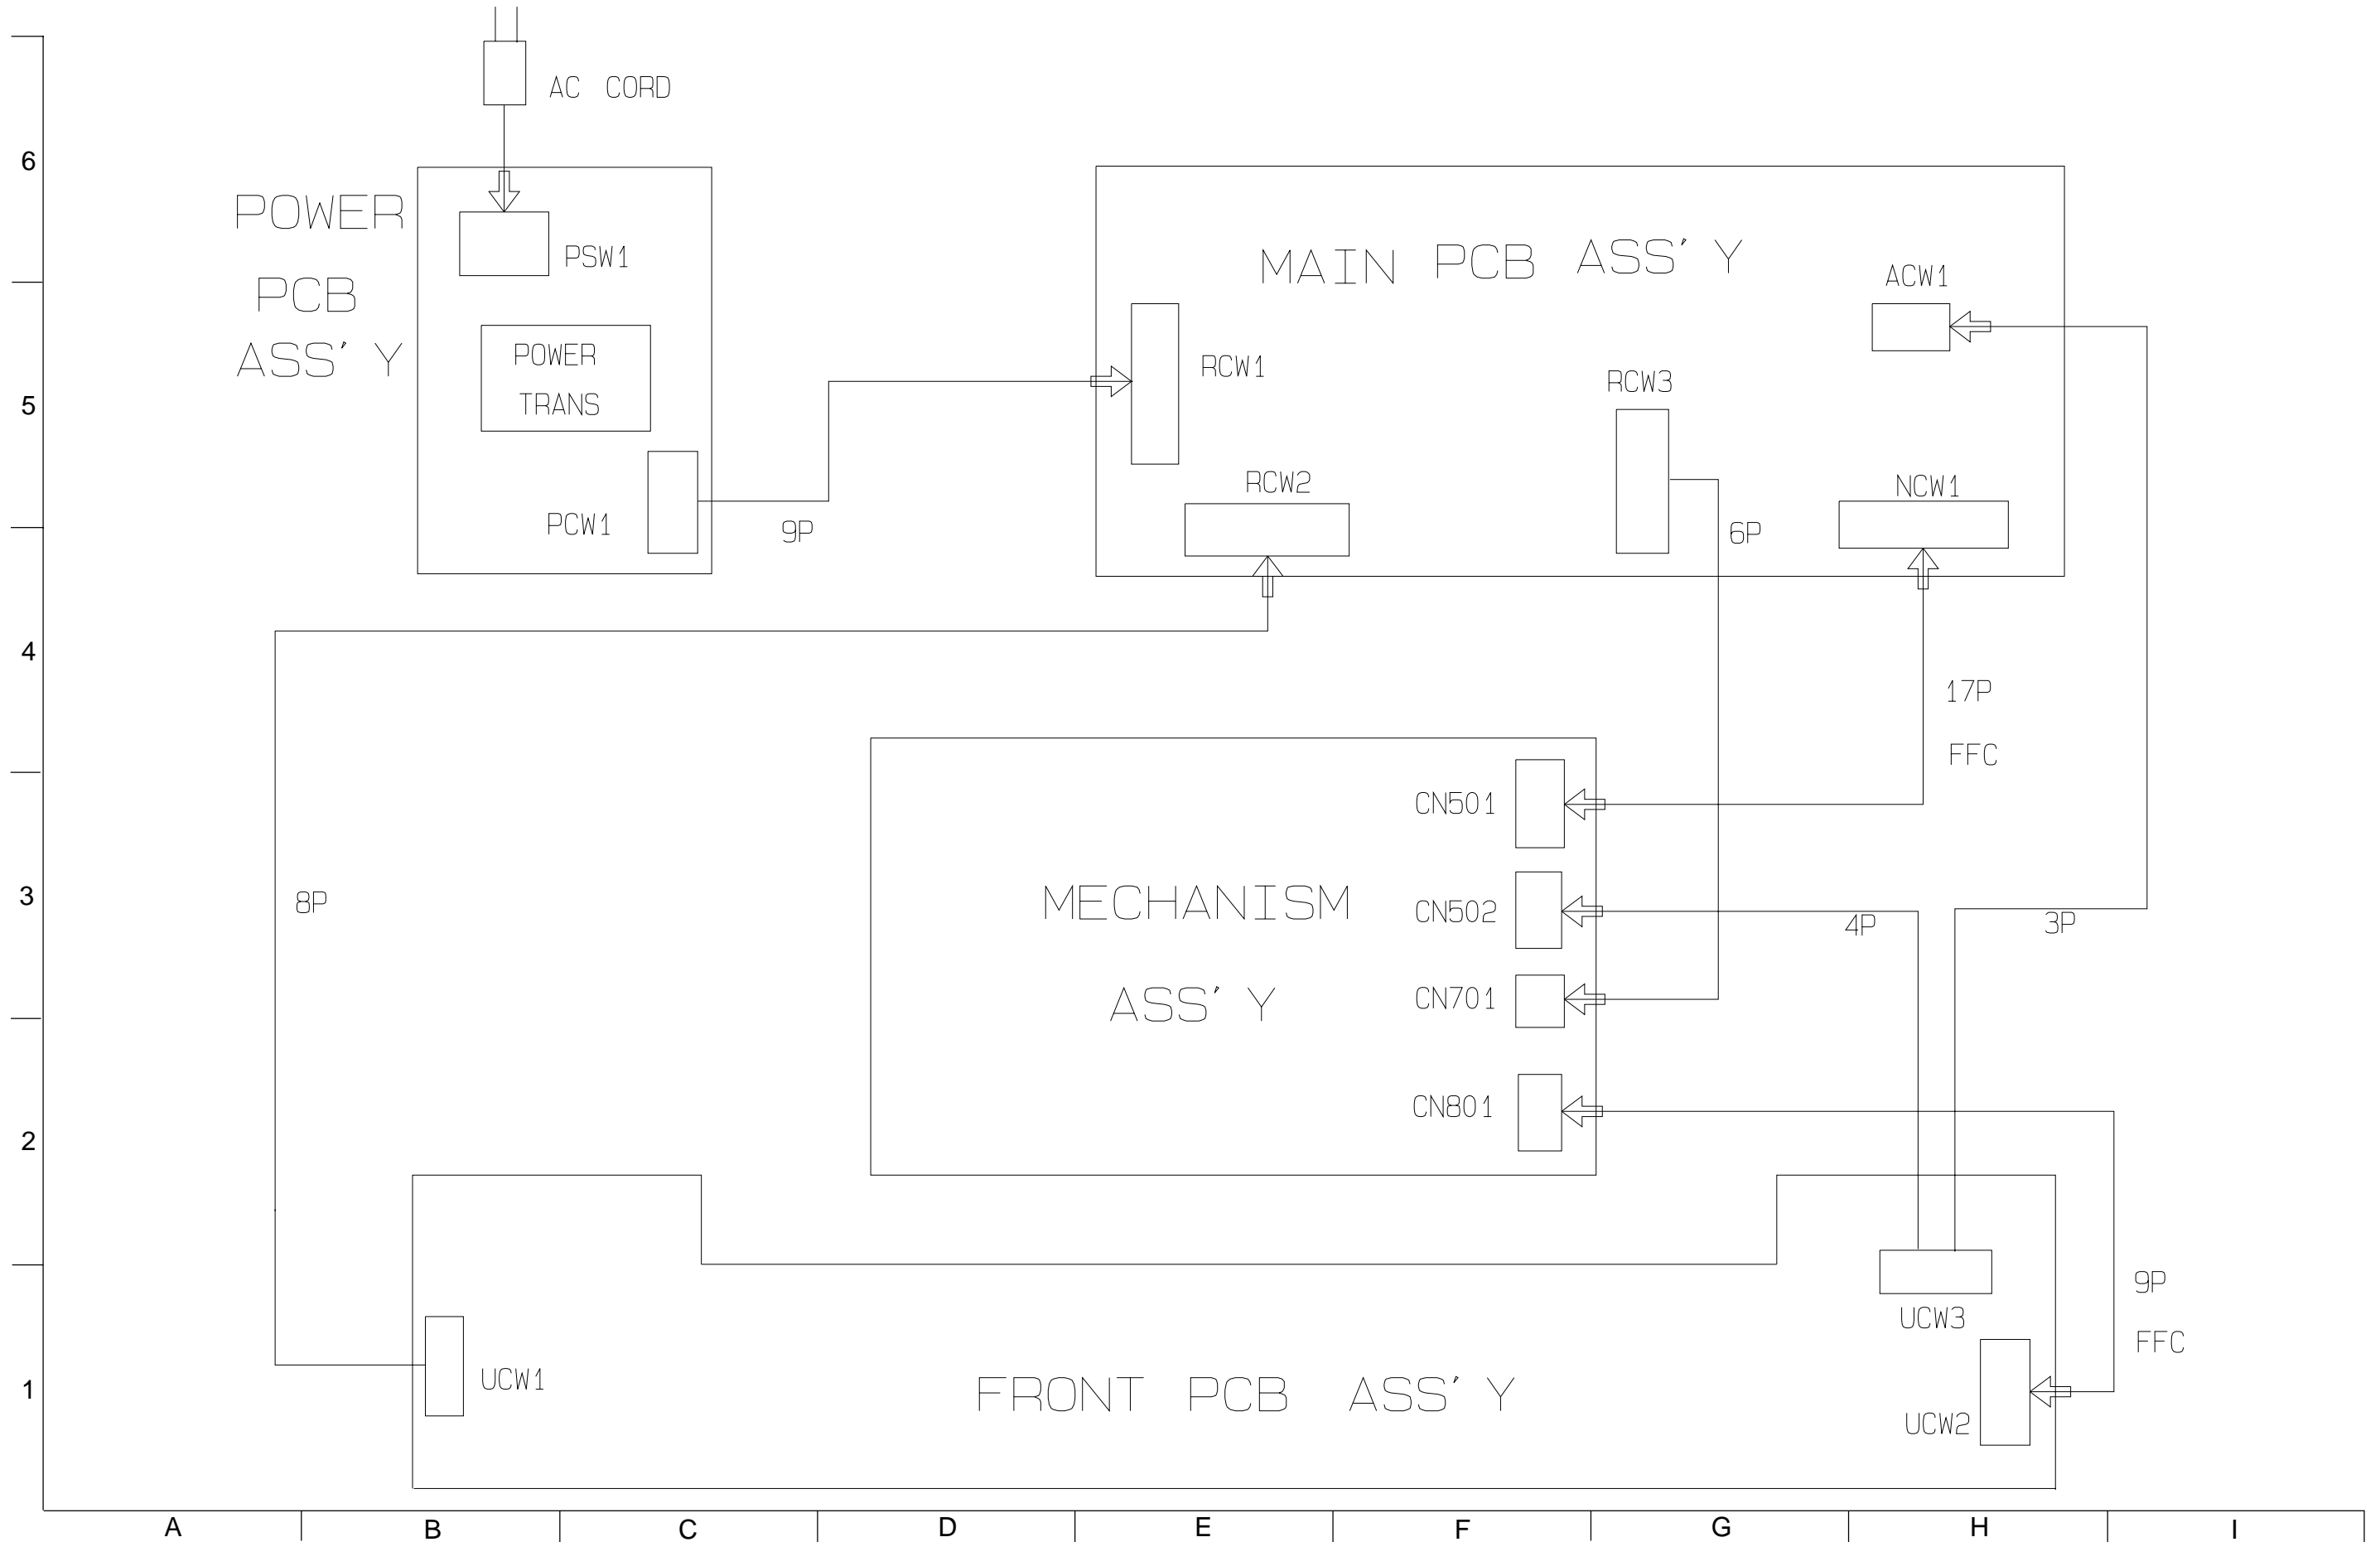 AC CORD
6
POWER
PCB
ASS'Y
PSW1
POWER
TRANS
PCW1
9P
MAIN PCB ASS'Y
ACW1
RCW1
RCW3
RCW2
NCW1
6P
5
4
17P
FFC
CN501
3
8P
MECHANISM
ASS'Y
CN502
4P
3P
CN701
CN801
2
9P
FFC
UCW3
UCW1
UCW2
FRONT PCB ASS'Y
1
A B C D E F G H I